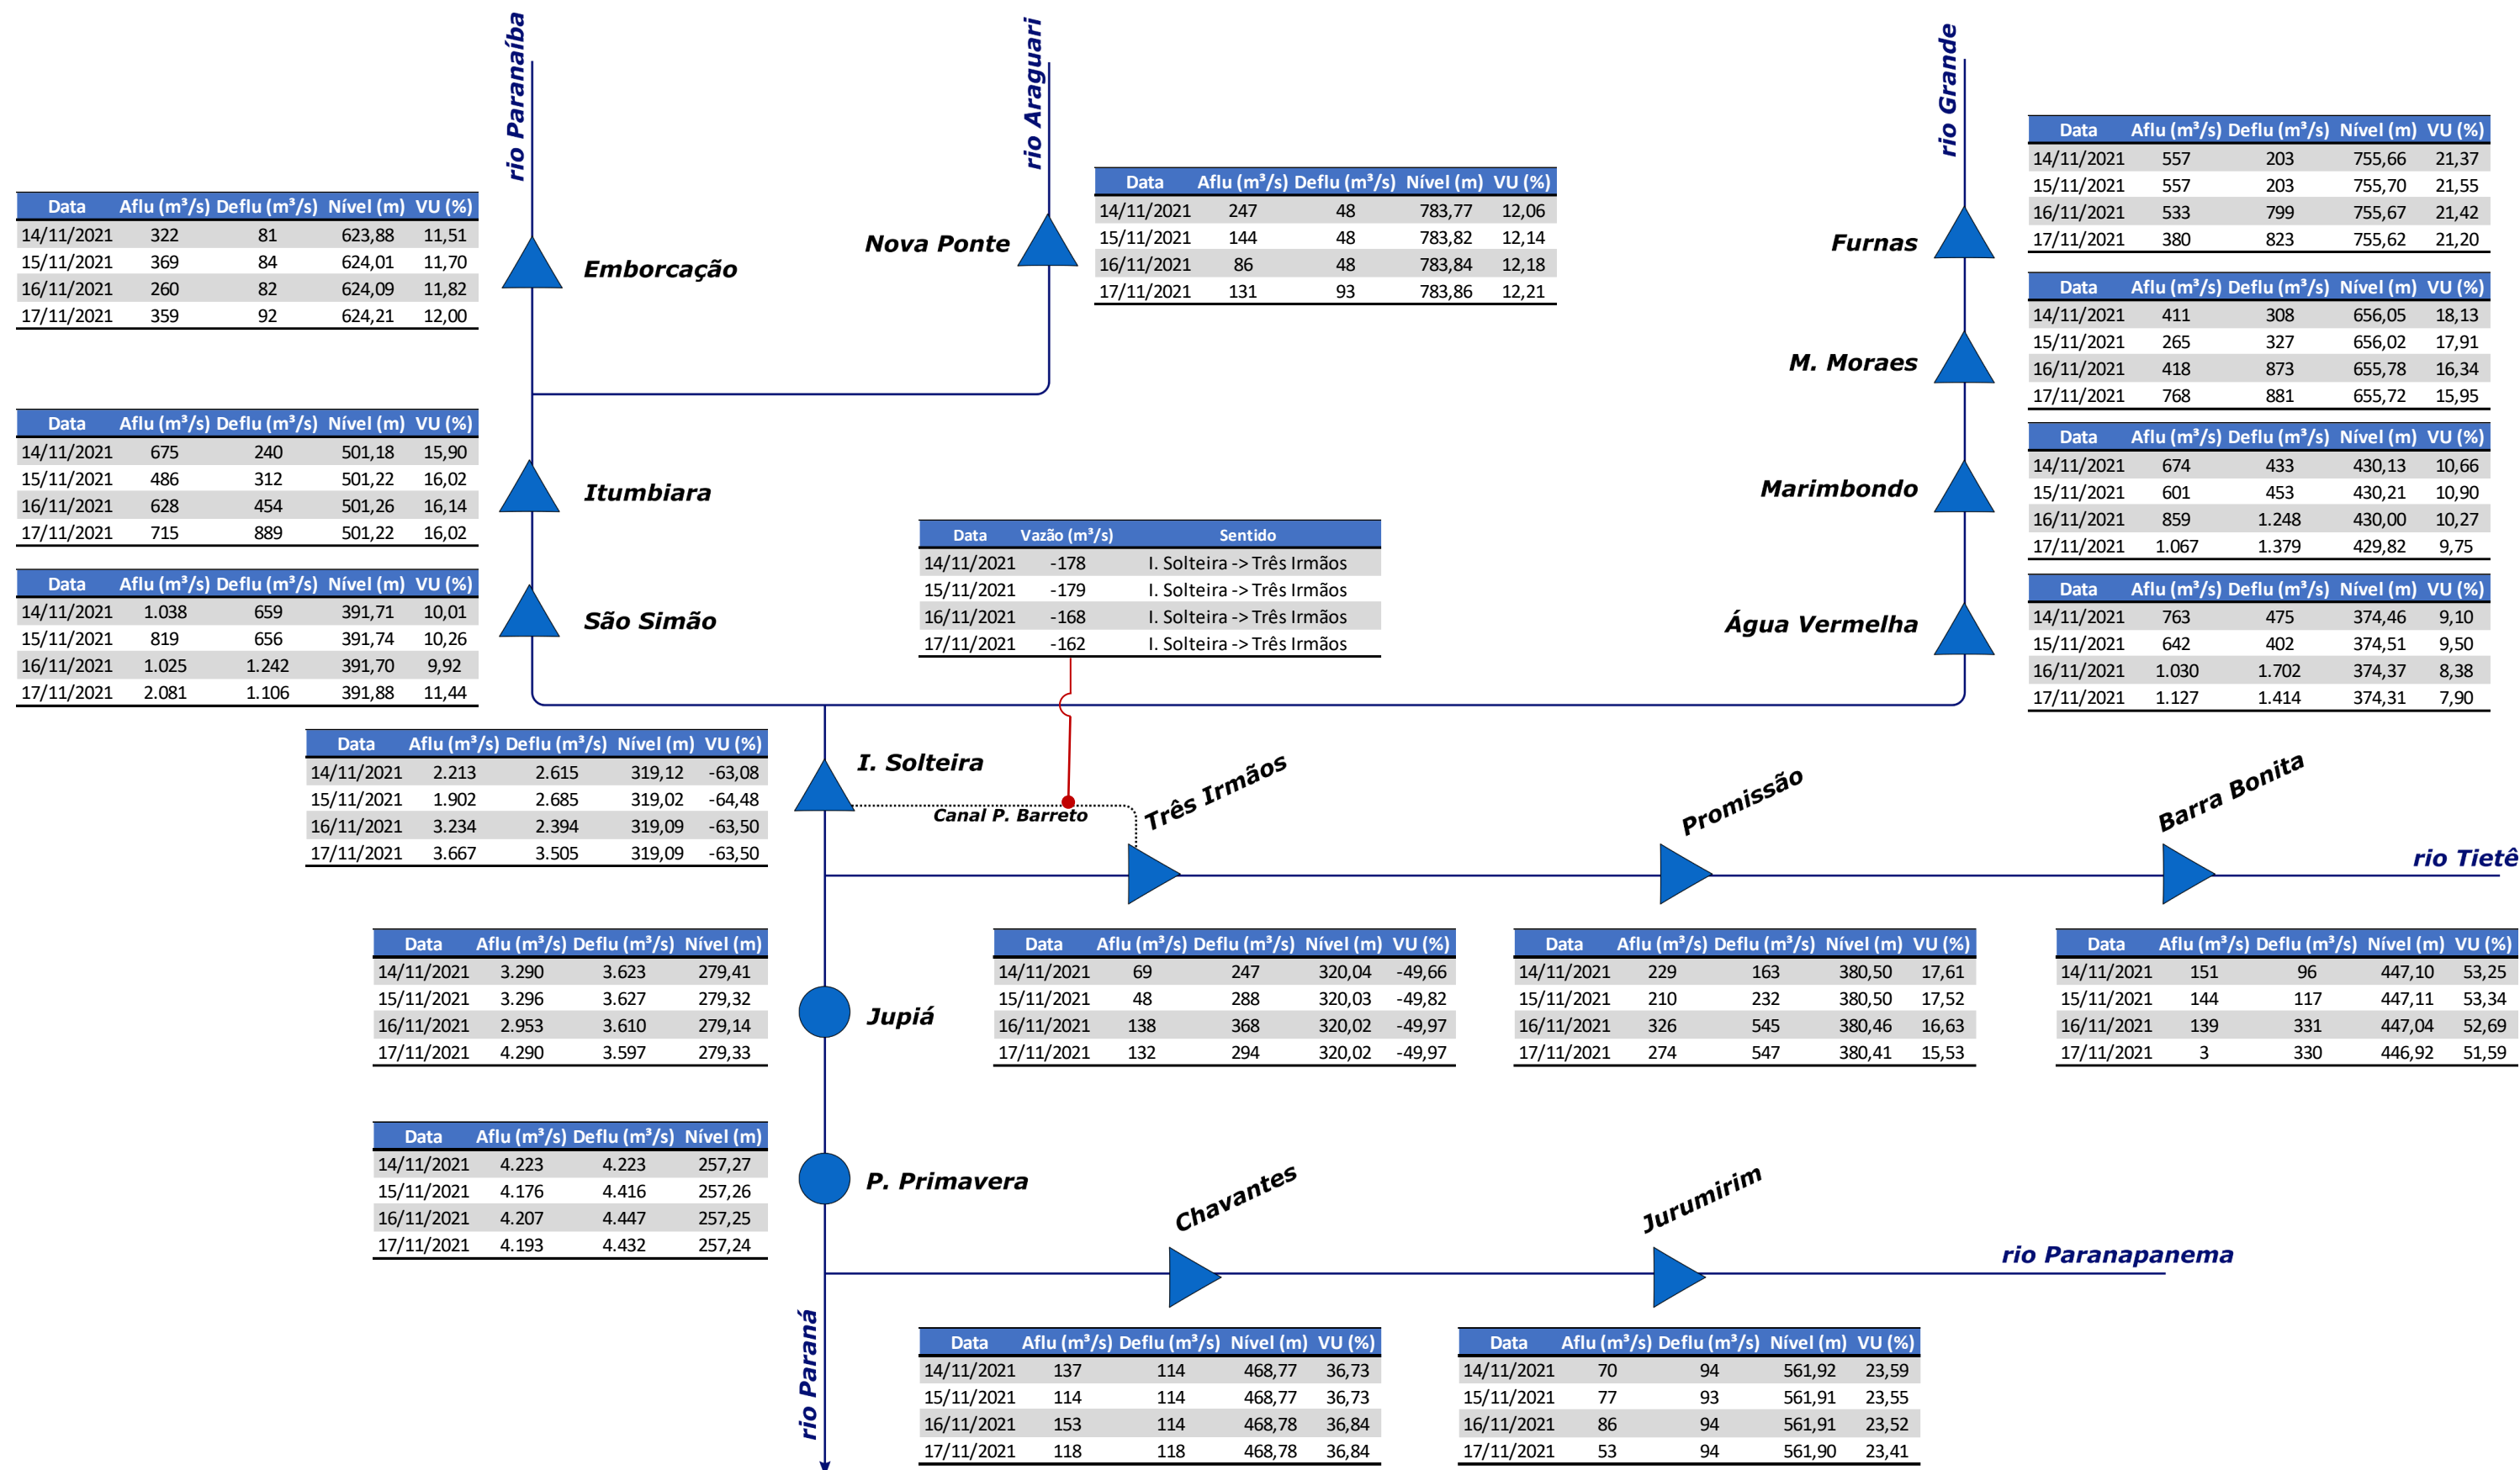 rio Paranaíba
rio Araguari
rio Grande
Data Aflu (m³/s) Deflu (m³/s) Nível (m) VU (%)
14/11/2021 557 203 755,66 21,37
15/11/2021 557 203 755,70 21,55
16/11/2021 533 799 755,67 21,42
17/11/2021 380 823 755,62 21,20
Furnas
Data Aflu (m³/s) Deflu (m³/s) Nível (m) VU (%)
14/11/2021 247 48 783,77 12,06
15/11/2021 144 48 783,82 12,14
16/11/2021 86 48 783,84 12,18
17/11/2021 131 93 783,86 12,21
Nova Ponte
Data Aflu (m³/s) Deflu (m³/s) Nível (m) VU (%)
14/11/2021 322 81 623,88 11,51
15/11/2021 369 84 624,01 11,70
16/11/2021 260 82 624,09 11,82
17/11/2021 359 92 624,21 12,00
Emborcação
Data Aflu (m³/s) Deflu (m³/s) Nível (m) VU (%)
14/11/2021 411 308 656,05 18,13
15/11/2021 265 327 656,02 17,91
16/11/2021 418 873 655,78 16,34
17/11/2021 768 881 655,72 15,95
M. Moraes
Data Aflu (m³/s) Deflu (m³/s) Nível (m) VU (%)
14/11/2021 675 240 501,18 15,90
15/11/2021 486 312 501,22 16,02
16/11/2021 628 454 501,26 16,14
17/11/2021 715 889 501,22 16,02
Itumbiara
Data Aflu (m³/s) Deflu (m³/s) Nível (m) VU (%)
14/11/2021 674 433 430,13 10,66
15/11/2021 601 453 430,21 10,90
16/11/2021 859 1.248 430,00 10,27
17/11/2021 1.067 1.379 429,82 9,75
Marimbondo
Data Vazão (m³/s) Sentido
14/11/2021 -178 I. Solteira -> Três Irmãos
15/11/2021 -179 I. Solteira -> Três Irmãos
16/11/2021 -168 I. Solteira -> Três Irmãos
17/11/2021 -162 I. Solteira -> Três Irmãos
Data Aflu (m³/s) Deflu (m³/s) Nível (m) VU (%)
14/11/2021 1.038 659 391,71 10,01
15/11/2021 819 656 391,74 10,26
16/11/2021 1.025 1.242 391,70 9,92
17/11/2021 2.081 1.106 391,88 11,44
São Simão
Data Aflu (m³/s) Deflu (m³/s) Nível (m) VU (%)
14/11/2021 763 475 374,46 9,10
15/11/2021 642 402 374,51 9,50
16/11/2021 1.030 1.702 374,37 8,38
17/11/2021 1.127 1.414 374,31 7,90
Água Vermelha
Data Aflu (m³/s) Deflu (m³/s) Nível (m) VU (%)
14/11/2021 2.213 2.615 319,12 -63,08
15/11/2021 1.902 2.685 319,02 -64,48
16/11/2021 3.234 2.394 319,09 -63,50
17/11/2021 3.667 3.505 319,09 -63,50
I. Solteira
Canal P. Barreto
Três Irmãos
Promissão
Barra Bonita
rio Tietê
Data Aflu (m³/s) Deflu (m³/s) Nível (m)
14/11/2021 3.290 3.623 279,41
15/11/2021 3.296 3.627 279,32
16/11/2021 2.953 3.610 279,14
17/11/2021 4.290 3.597 279,33
Jupiá
Data Aflu (m³/s) Deflu (m³/s) Nível (m) VU (%)
14/11/2021 69 247 320,04 -49,66
15/11/2021 48 288 320,03 -49,82
16/11/2021 138 368 320,02 -49,97
17/11/2021 132 294 320,02 -49,97
Data Aflu (m³/s) Deflu (m³/s) Nível (m) VU (%)
14/11/2021 229 163 380,50 17,61
15/11/2021 210 232 380,50 17,52
16/11/2021 326 545 380,46 16,63
17/11/2021 274 547 380,41 15,53
Data Aflu (m³/s) Deflu (m³/s) Nível (m) VU (%)
14/11/2021 151 96 447,10 53,25
15/11/2021 144 117 447,11 53,34
16/11/2021 139 331 447,04 52,69
17/11/2021 3 330 446,92 51,59
Data Aflu (m³/s) Deflu (m³/s) Nível (m)
14/11/2021 4.223 4.223 257,27
15/11/2021 4.176 4.416 257,26
16/11/2021 4.207 4.447 257,25
17/11/2021 4.193 4.432 257,24
P. Primavera
Chavantes
Jurumirim
rio Paranapanema
rio Paraná
Data Aflu (m³/s) Deflu (m³/s) Nível (m) VU (%)
14/11/2021 137 114 468,77 36,73
15/11/2021 114 114 468,77 36,73
16/11/2021 153 114 468,78 36,84
17/11/2021 118 118 468,78 36,84
Data Aflu (m³/s) Deflu (m³/s) Nível (m) VU (%)
14/11/2021 70 94 561,92 23,59
15/11/2021 77 93 561,91 23,55
16/11/2021 86 94 561,91 23,52
17/11/2021 53 94 561,90 23,41